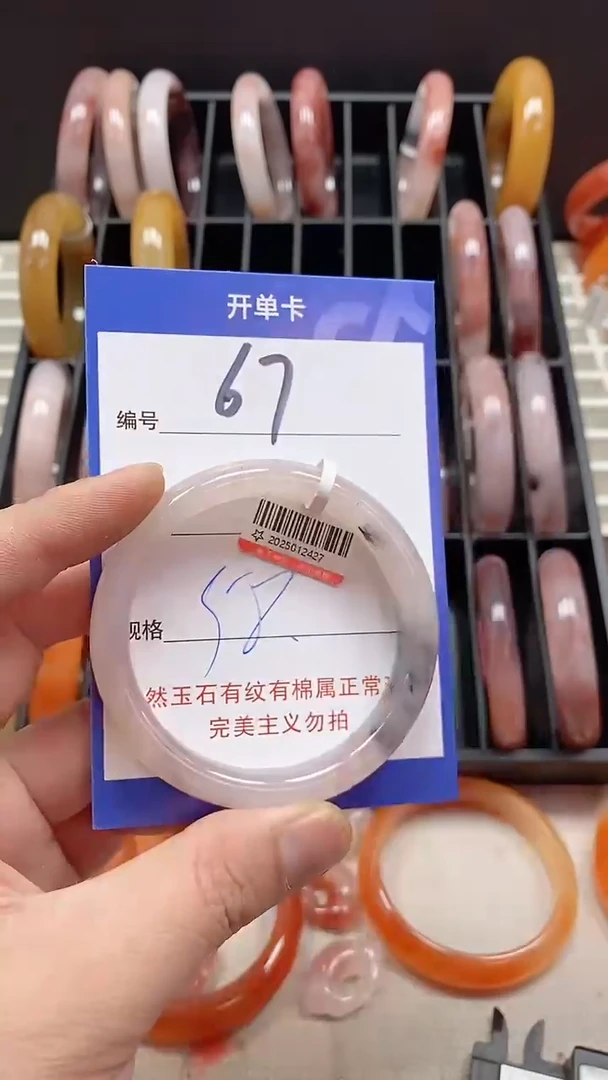 开单卡
编号 67
☆ 2025012427
规格 58
然玉石有纹有棉属正常
完美主义勿拍